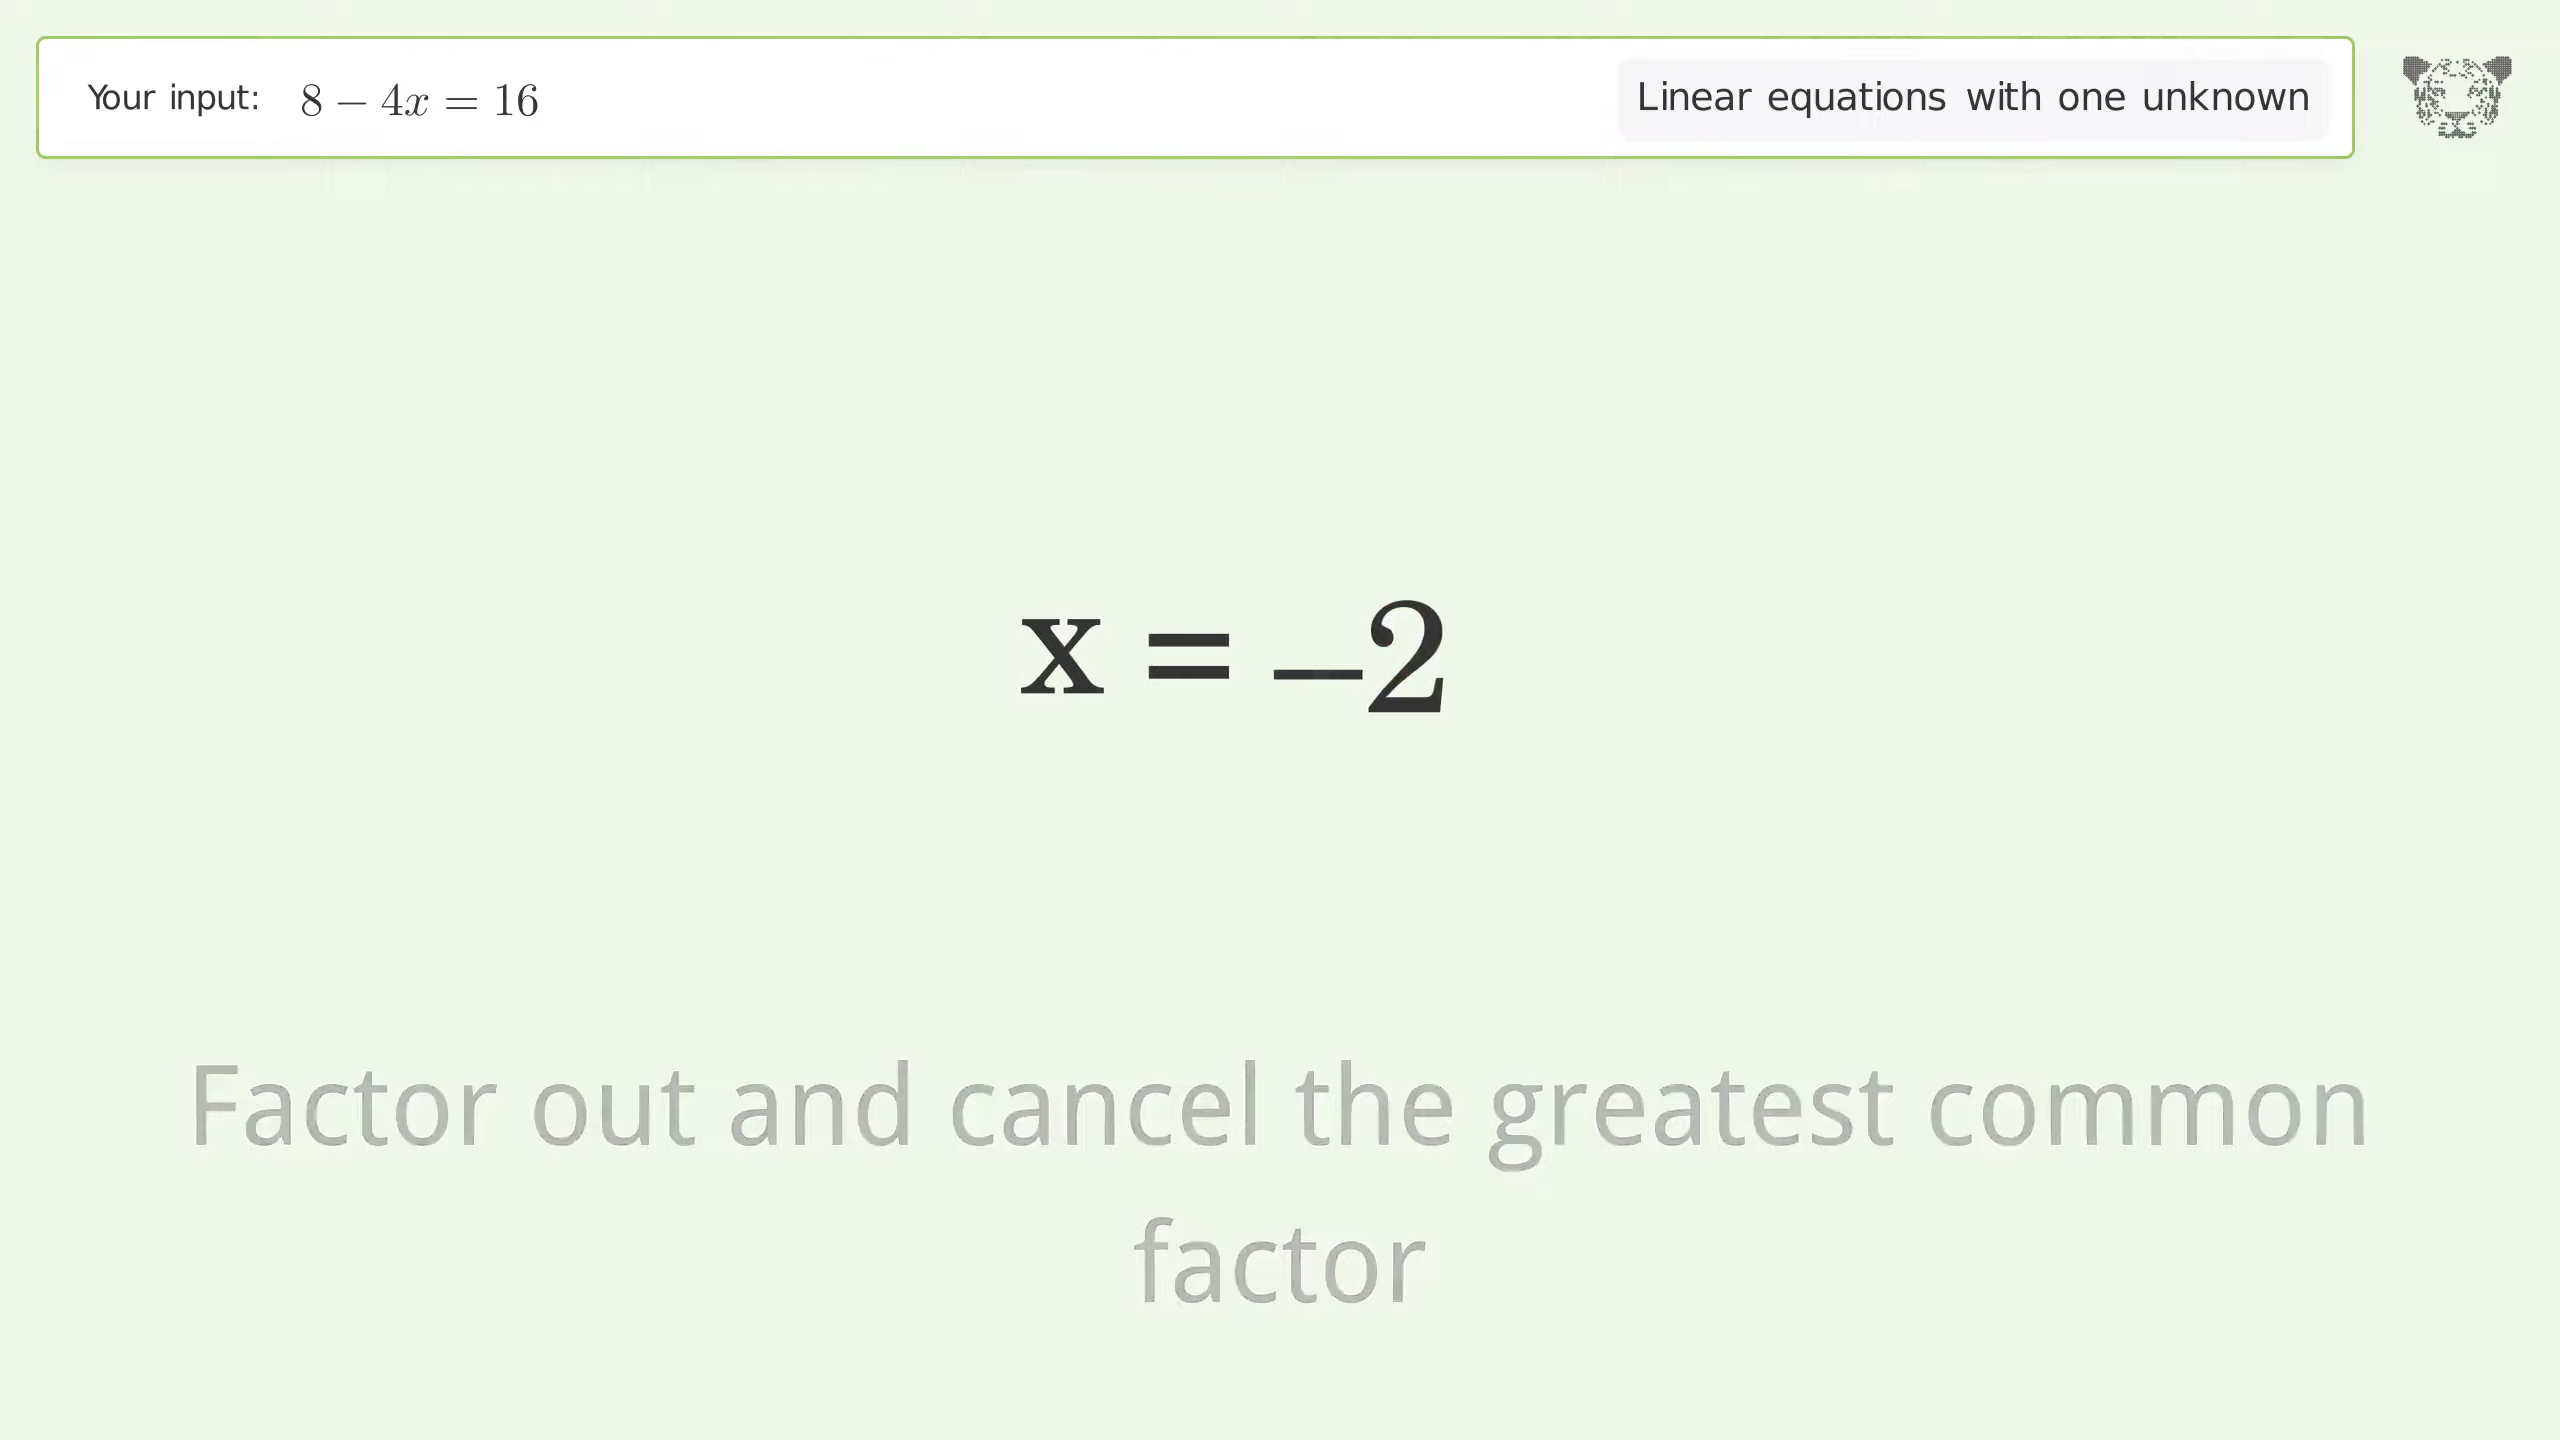 Your input: 8 − 4x = 16
Linear equations with one unknown
x = −2
Factor out and cancel the greatest common
factor